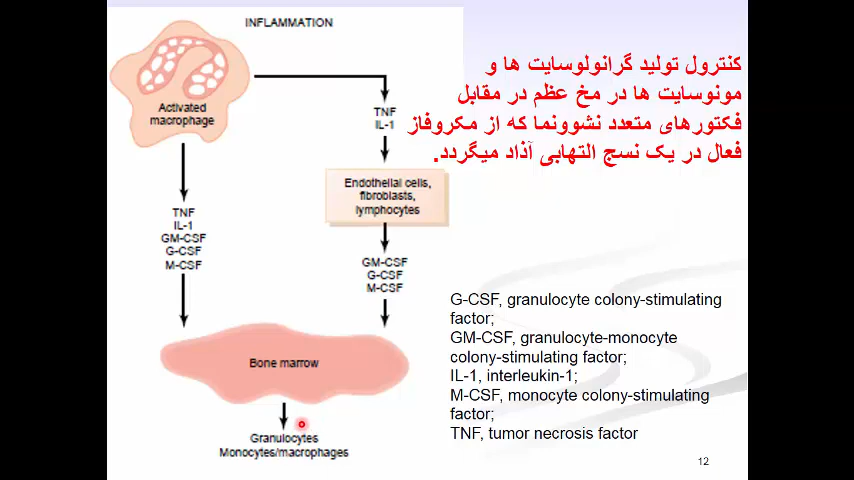 INFLAMMATION
Activated
macrophage
TNF
IL-1
Endothelial cells,
fibroblasts,
lymphocytes
TNF
IL-1
GM-CSF
G-CSF
M-CSF
GM-CSF
G-CSF
M-CSF
Bone marrow
Granulocytes
Monocytes/macrophages
کنترول تولید گرانولوسایت ها و
مونوسایت ها در مخ عظم در مقابل
فکتورهای متعدد نشوونما که از مکروفاز
فعال در یک نسج التهابی آذاد میگردد.
G-CSF, granulocyte colony-stimulating
factor;
GM-CSF, granulocyte-monocyte
colony-stimulating factor;
IL-1, interleukin-1;
M-CSF, monocyte colony-stimulating
factor;
TNF, tumor necrosis factor
12